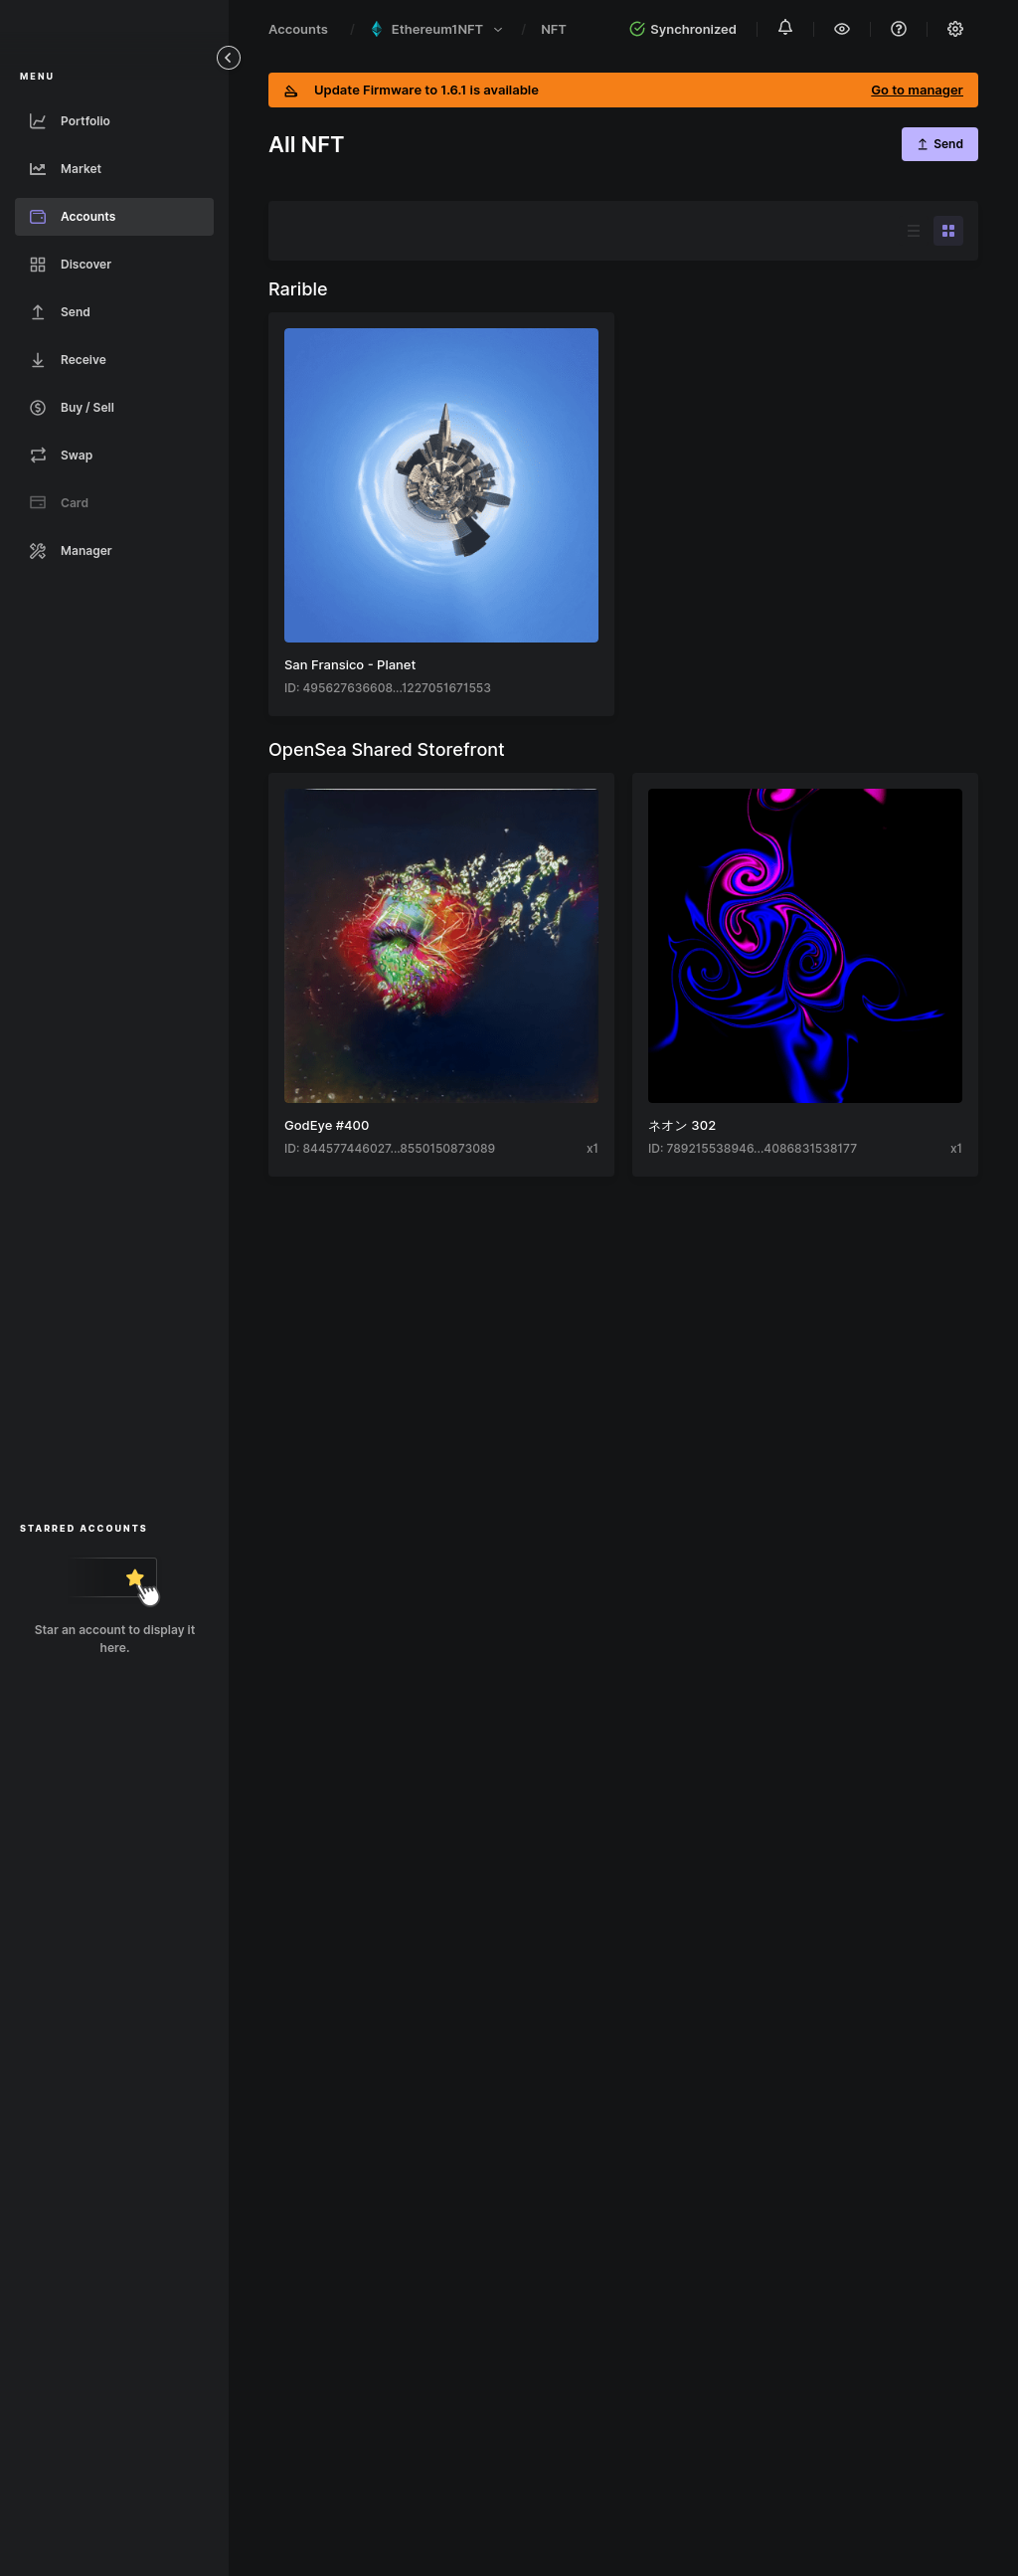 MENU
Portfolio
Market
Accounts
Discover
Send
Receive
Buy / Sell
Swap
Card
Manager
STARRED ACCOUNTS
Star an account to display it
here.
Accounts / Ethereum1NFT / NFT
Synchronized
Update Firmware to 1.6.1 is available
Go to manager
All NFT
Send
Rarible
San Fransico - Planet
ID: 495627636608...1227051671553
OpenSea Shared Storefront
GodEye #400
ID: 844577446027...8550150873089 x1
ネオン 302
ID: 789215538946...4086831538177 x1